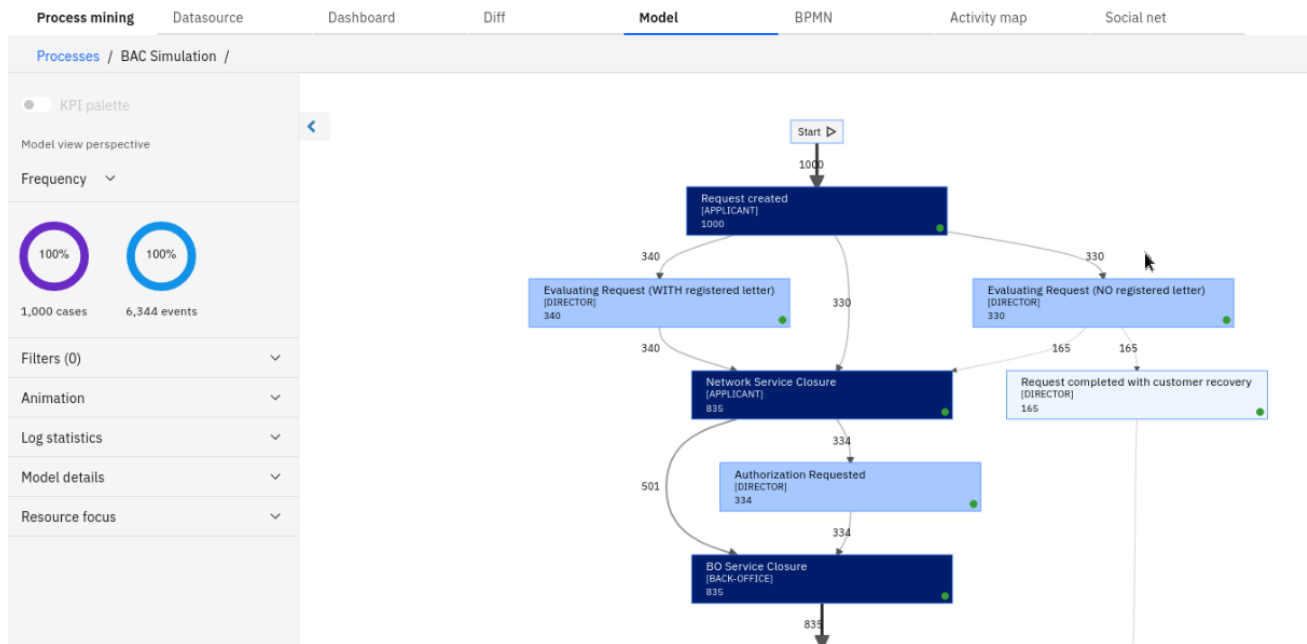 Process mining
Datasource
Dashboard
Diff
Model
BPMN
Activity map
Social net
Processes / BAC Simulation /
KPI palette
Model view perspective
Frequency
100%
100%
1,000 cases
6,344 events
Filters (0)
Animation
Log statistics
Model details
Resource focus
Start
1000
Request created
[APPLICANT]
1000
340
330
330
Evaluating Request (WITH registered letter)
[DIRECTOR]
340
Evaluating Request (NO registered letter)
[DIRECTOR]
330
340
165
165
Network Service Closure
[APPLICANT]
835
Request completed with customer recovery
[DIRECTOR]
165
334
501
Authorization Requested
[DIRECTOR]
334
334
BO Service Closure
[BACK-OFFICE]
835
835